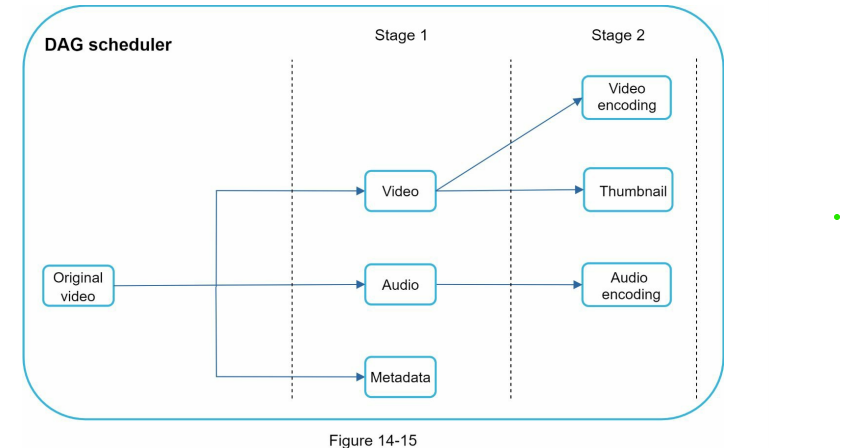 DAG scheduler
Stage 1
Stage 2
Video
encoding
Video
Thumbnail
Original
video
Audio
Audio
encoding
Metadata
Figure 14-15